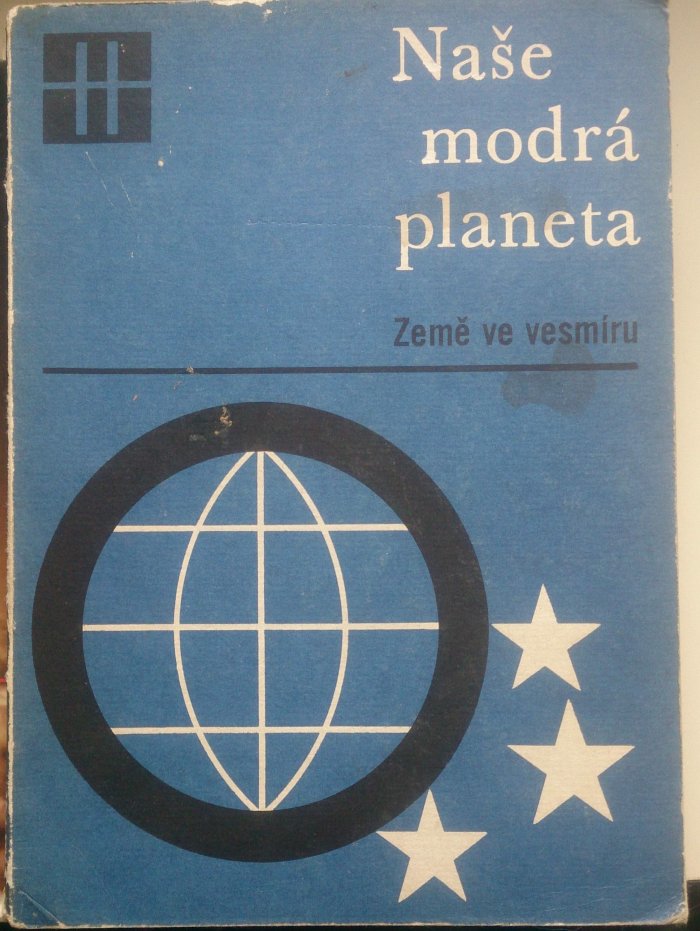 Naše
modrá
planeta
Země ve vesmíru